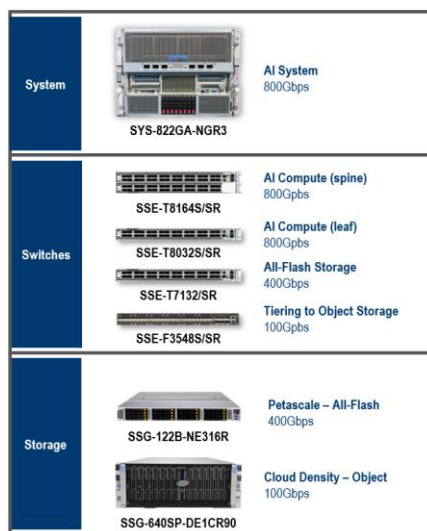 System
SYS-822GA-NGR3
AI System
800Gbps
Switches
SSE-T8164S/SR
AI Compute (spine)
800Gpbs
SSE-T8032S/SR
AI Compute (leaf)
800Gpbs
SSE-T7132/SR
All-Flash Storage
400Gbps
SSE-F3548S/SR
Tiering to Object Storage
100Gpbs
Storage
SSG-122B-NE316R
Petascale – All-Flash
400Gbps
SSG-640SP-DE1CR90
Cloud Density – Object
100Gbps